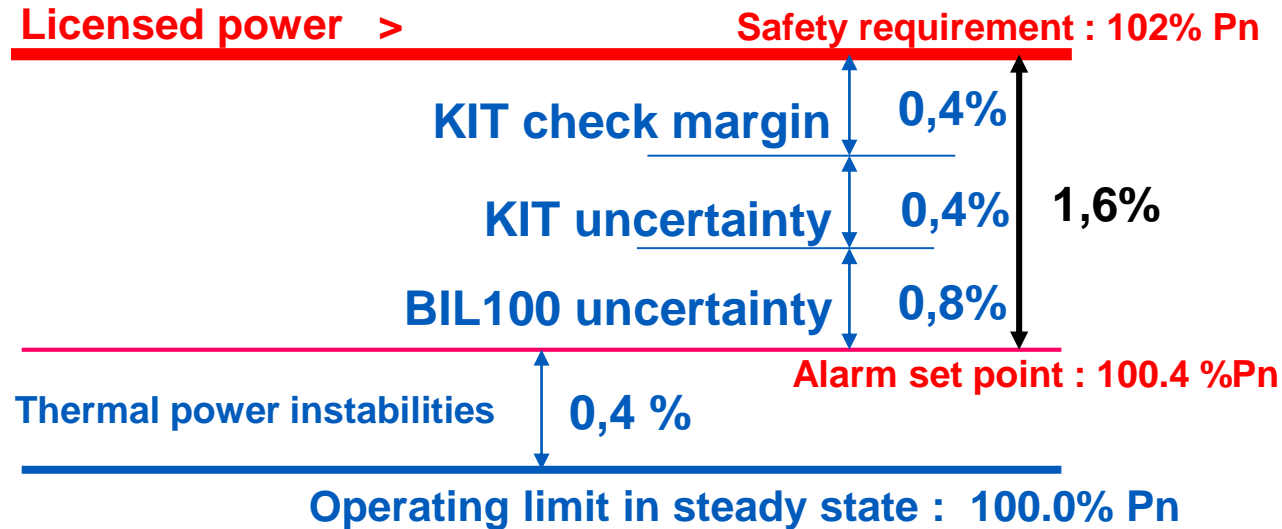 Licensed power >
Safety requirement : 102% Pn
KIT check margin 0,4%
KIT uncertainty 0,4%
1,6%
BIL100 uncertainty 0,8%
Alarm set point : 100.4 %Pn
Thermal power instabilities 0,4 %
Operating limit in steady state : 100.0% Pn